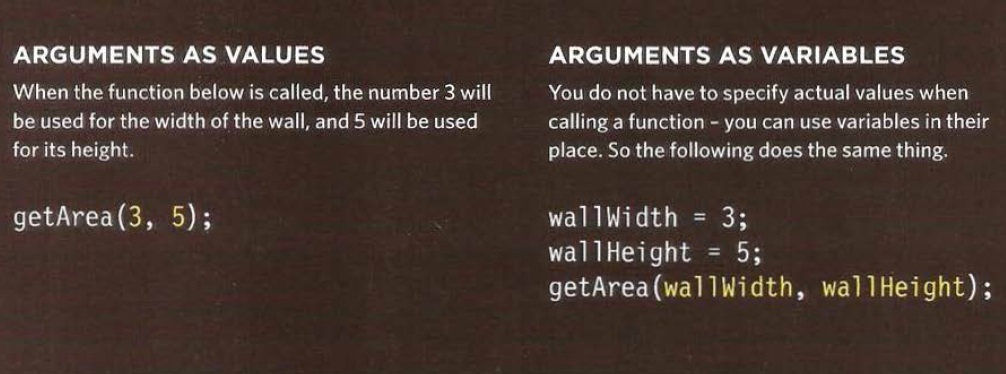 ARGUMENTS AS VALUES
When the function below is called, the number 3 will
be used for the width of the wall, and 5 will be used
for its height.
getArea(3, 5);
ARGUMENTS AS VARIABLES
You do not have to specify actual values when
calling a function – you can use variables in their
place. So the following does the same thing.
wallWidth = 3;
wallHeight = 5;
getArea(wallWidth, wallHeight);